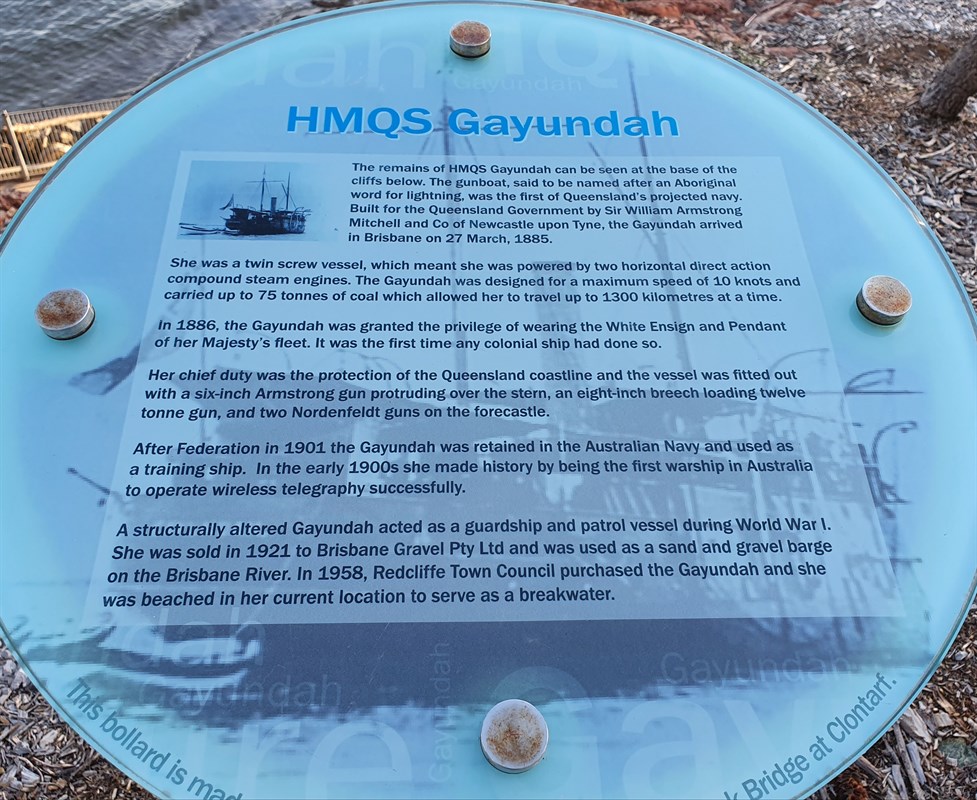 HMQS Gayundah
The remains of HMQS Gayundah can be seen at the base of the
cliffs below. The gunboat, said to be named after an Aboriginal
word for lightning, was the first of Queensland's projected navy.
Built for the Queensland Government by Sir William Armstrong
Mitchell and Co of Newcastle upon Tyne, the Gayundah arrived
in Brisbane on 27 March, 1885.
She was a twin screw vessel, which meant she was powered by two horizontal direct action
compound steam engines. The Gayundah was designed for a maximum speed of 10 knots and
carried up to 75 tonnes of coal which allowed her to travel up to 1300 kilometres at a time.
In 1886, the Gayundah was granted the privilege of wearing the White Ensign and Pendant
of her Majesty's fleet. It was the first time any colonial ship had done so.
Her chief duty was the protection of the Queensland coastline and the vessel was fitted out
with a six-inch Armstrong gun protruding over the stern, an eight-inch breech loading twelve
tonne gun, and two Nordenfeldt guns on the forecastle.
After Federation in 1901 the Gayundah was retained in the Australian Navy and used as
a training ship. In the early 1900s she made history by being the first warship in Australia
to operate wireless telegraphy successfully.
A structurally altered Gayundah acted as a guardship and patrol vessel during World War I.
She was sold in 1921 to Brisbane Gravel Pty Ltd and was used as a sand and gravel barge
on the Brisbane River. In 1958, Redcliffe Town Council purchased the Gayundah and she
was beached in her current location to serve as a breakwater.
Gayundah
Gayundah
Gayundah
Gayundah
This bollard is mad
k Bridge at Clontarf.